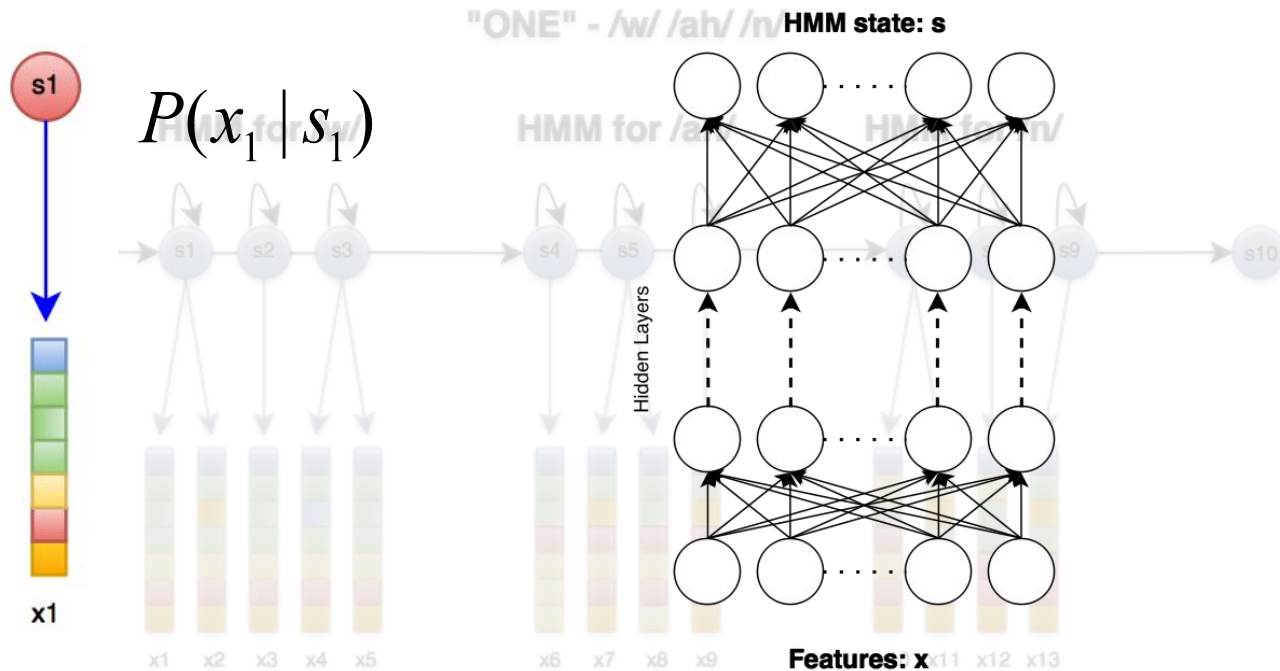 "ONE" - /w/ /ah/ /n/
HMM state: s
s1
P(x1 | s1)
HMM for /w/
HMM for /ah/
HMM for /n/
s1 s2 s3 s4 s5 s9 s10
Hidden Layers
x1
x1 x2 x3 x4 x5 x6 x7 x8 x9 x11 x12 x13
Features: x